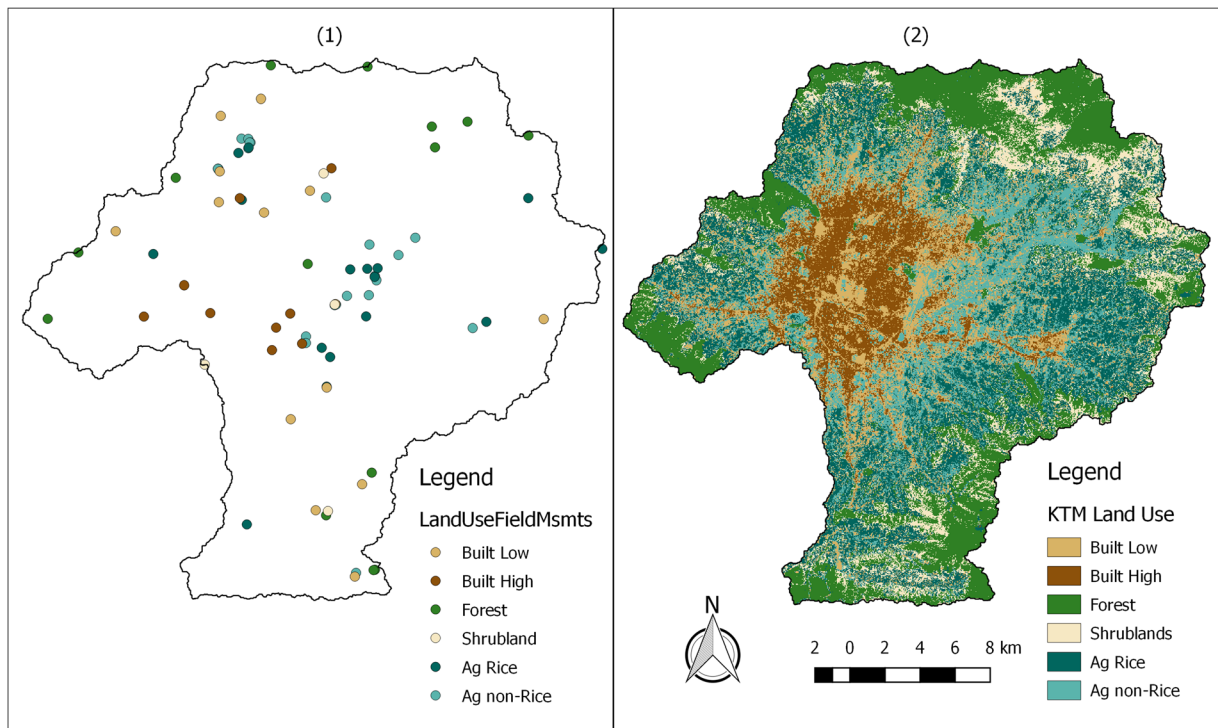 (1)
Legend
LandUseFieldMsmts
Built Low
Built High
Forest
Shrubland
Ag Rice
Ag non-Rice
(2)
Legend
KTM Land Use
Built Low
Built High
Forest
Shrublands
Ag Rice
Ag non-Rice
N
2 0 2 4 6 8 km